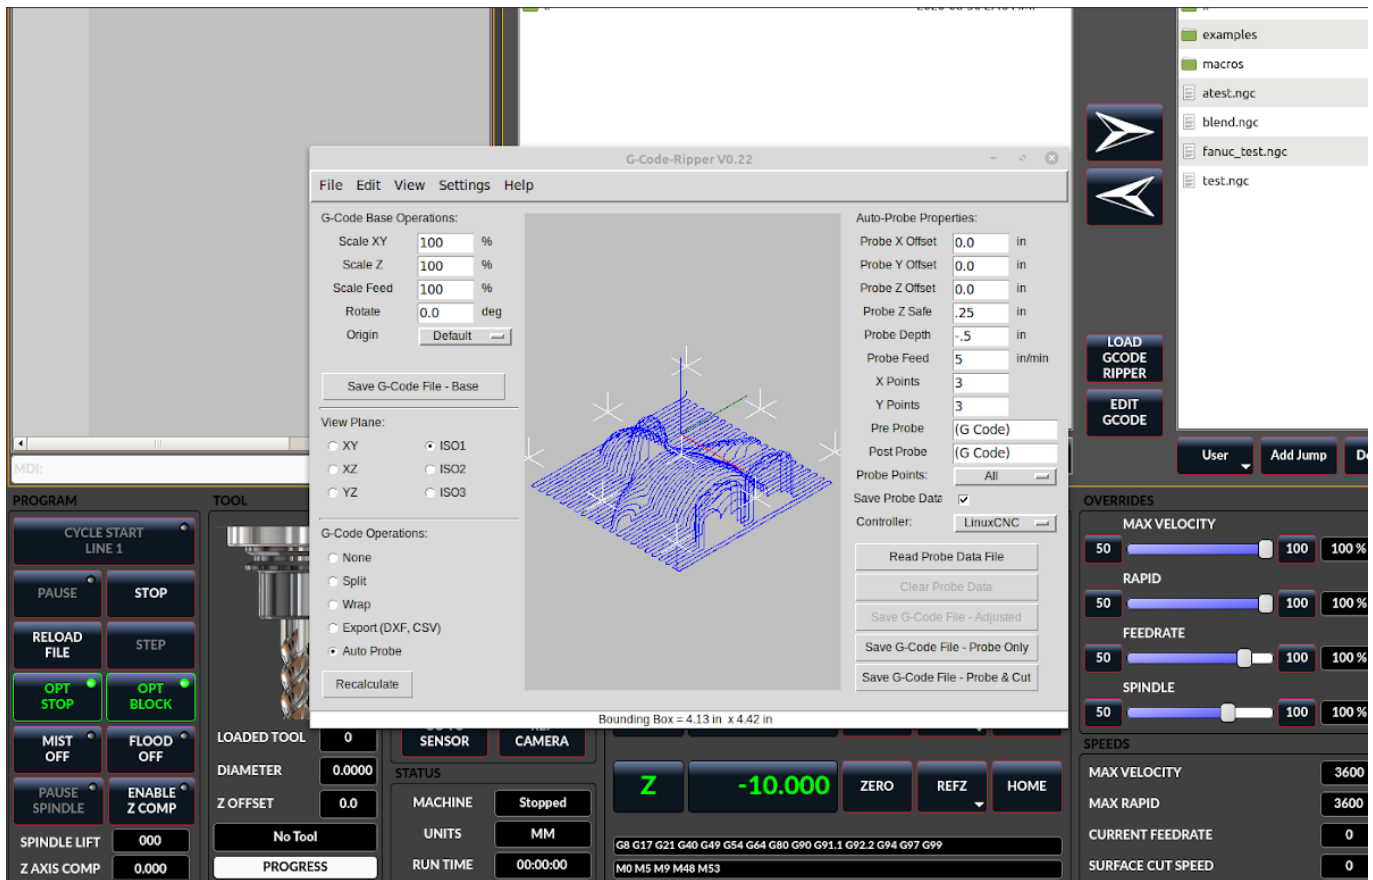 examples
macros
atest.ngc
blend.ngc
fanuc_test.ngc
test.ngc
G-Code-Ripper V0.22
File Edit View Settings Help
G-Code Base Operations:
Scale XY 100 %
Scale Z 100 %
Scale Feed 100 %
Rotate 0.0 deg
Origin Default
Save G-Code File - Base
View Plane:
XY ISO1
XZ ISO2
YZ ISO3
G-Code Operations:
None
Split
Wrap
Export (DXF, CSV)
Auto Probe
Recalculate
Auto-Probe Properties:
Probe X Offset 0.0 in
Probe Y Offset 0.0 in
Probe Z Offset 0.0 in
Probe Z Safe .25 in
Probe Depth -.5 in
Probe Feed 5 in/min
X Points 3
Y Points 3
Pre Probe (G Code)
Post Probe (G Code)
Probe Points: All
Save Probe Data
Controller: LinuxCNC
Read Probe Data File
Clear Probe Data
Save G-Code File - Adjusted
Save G-Code File - Probe Only
Save G-Code File - Probe & Cut
Bounding Box = 4.13 in x 4.42 in
LOAD
GCODE
RIPPER
EDIT
GCODE
User Add Jump
MDI:
PROGRAM
CYCLE START
LINE 1
PAUSE STOP
RELOAD
FILE
STEP
OPT
STOP
OPT
BLOCK
MIST
OFF
FLOOD
OFF
PAUSE
SPINDLE
ENABLE
Z COMP
SPINDLE LIFT 000
Z AXIS COMP 0.000
TOOL
LOADED TOOL 0
DIAMETER 0.0000
Z OFFSET 0.0
No Tool
PROGRESS
SENSOR
CAMERA
STATUS
MACHINE Stopped
UNITS MM
RUN TIME 00:00:00
Z -10.000 ZERO REFZ HOME
G8 G17 G21 G40 G49 G54 G64 G80 G90 G91.1 G92.2 G94 G97 G99
M0 M5 M9 M48 M53
OVERRIDES
MAX VELOCITY
50 100 100 %
RAPID
50 100 100 %
FEEDRATE
50 100 100 %
SPINDLE
50 100 100 %
SPEEDS
MAX VELOCITY 3600
MAX RAPID 3600
CURRENT FEEDRATE 0
SURFACE CUT SPEED 0